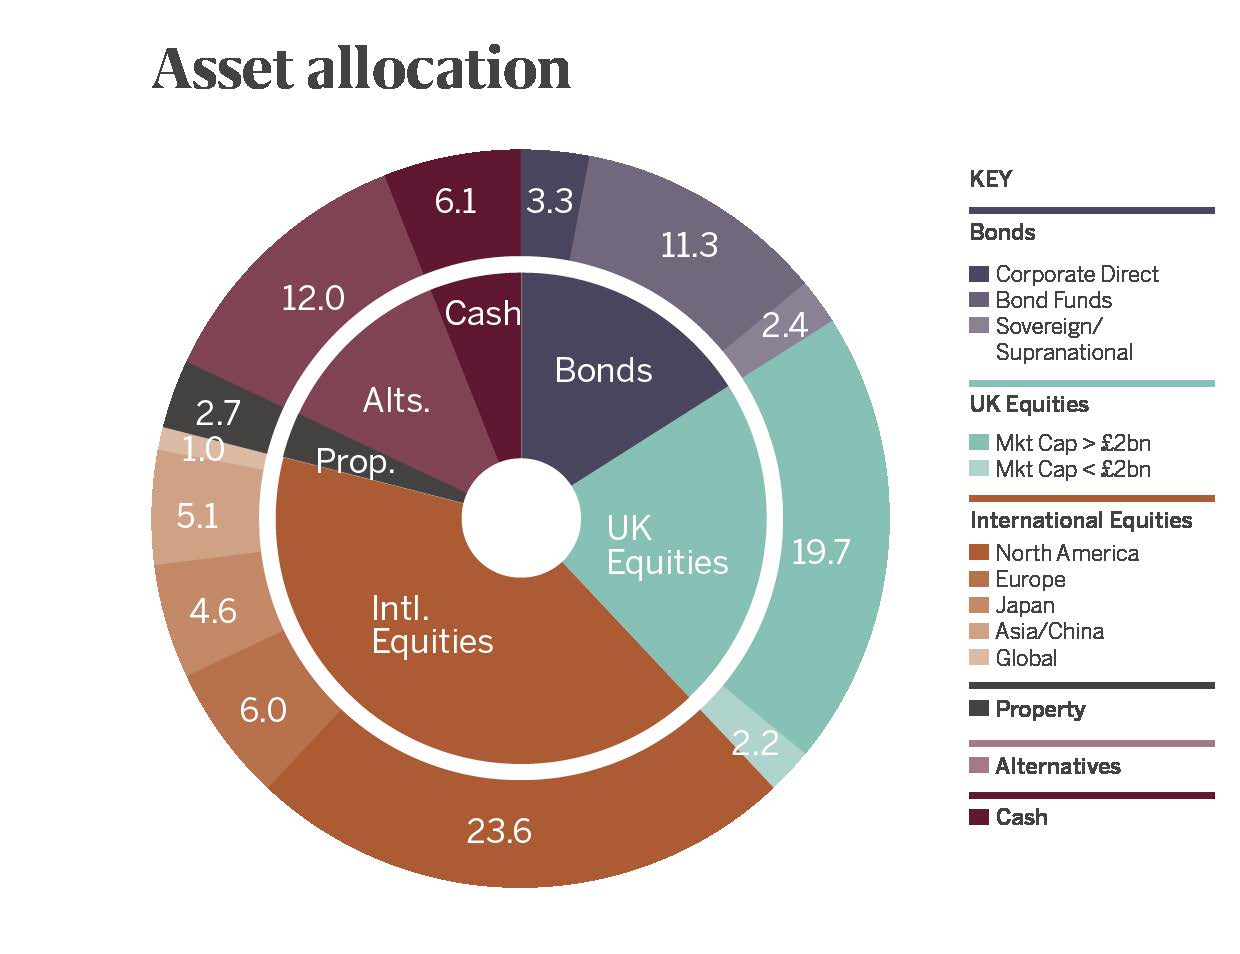 Asset allocation
6.1
3.3
11.3
12.0
2.4
Cash
Bonds
Alts.
2.7
1.0
Prop.
5.1
UK
Equities
19.7
Intl.
Equities
4.6
6.0
2.2
23.6
KEY
Bonds
Corporate Direct
Bond Funds
Sovereign/
Supranational
UK Equities
Mkt Cap > £2bn
Mkt Cap < £2bn
International Equities
North America
Europe
Japan
Asia/China
Global
Property
Alternatives
Cash